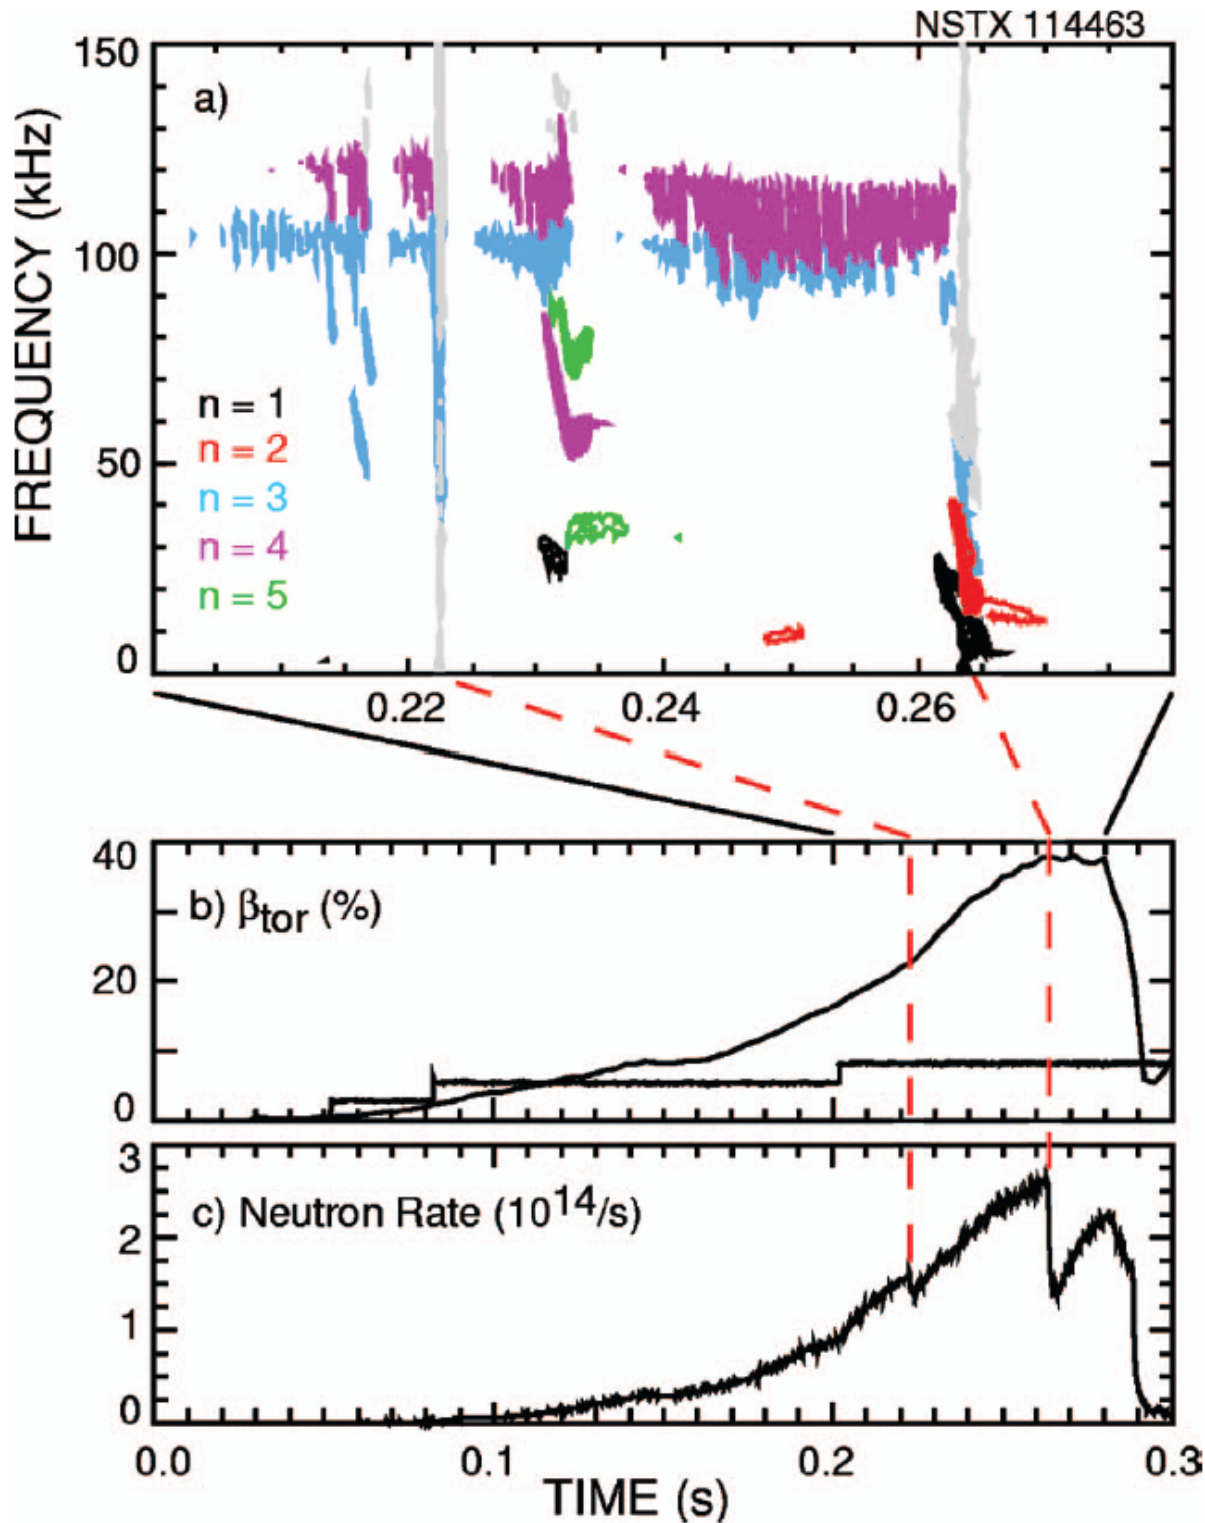 NSTX 114463
150
a)
100
50
0
FREQUENCY (kHz)
n = 1
n = 2
n = 3
n = 4
n = 5
0.22 0.24 0.26
40
b) βtor (%)
20
0
3
c) Neutron Rate (10^14/s)
2
1
0
0.0 0.1 0.2 0.3
TIME (s)